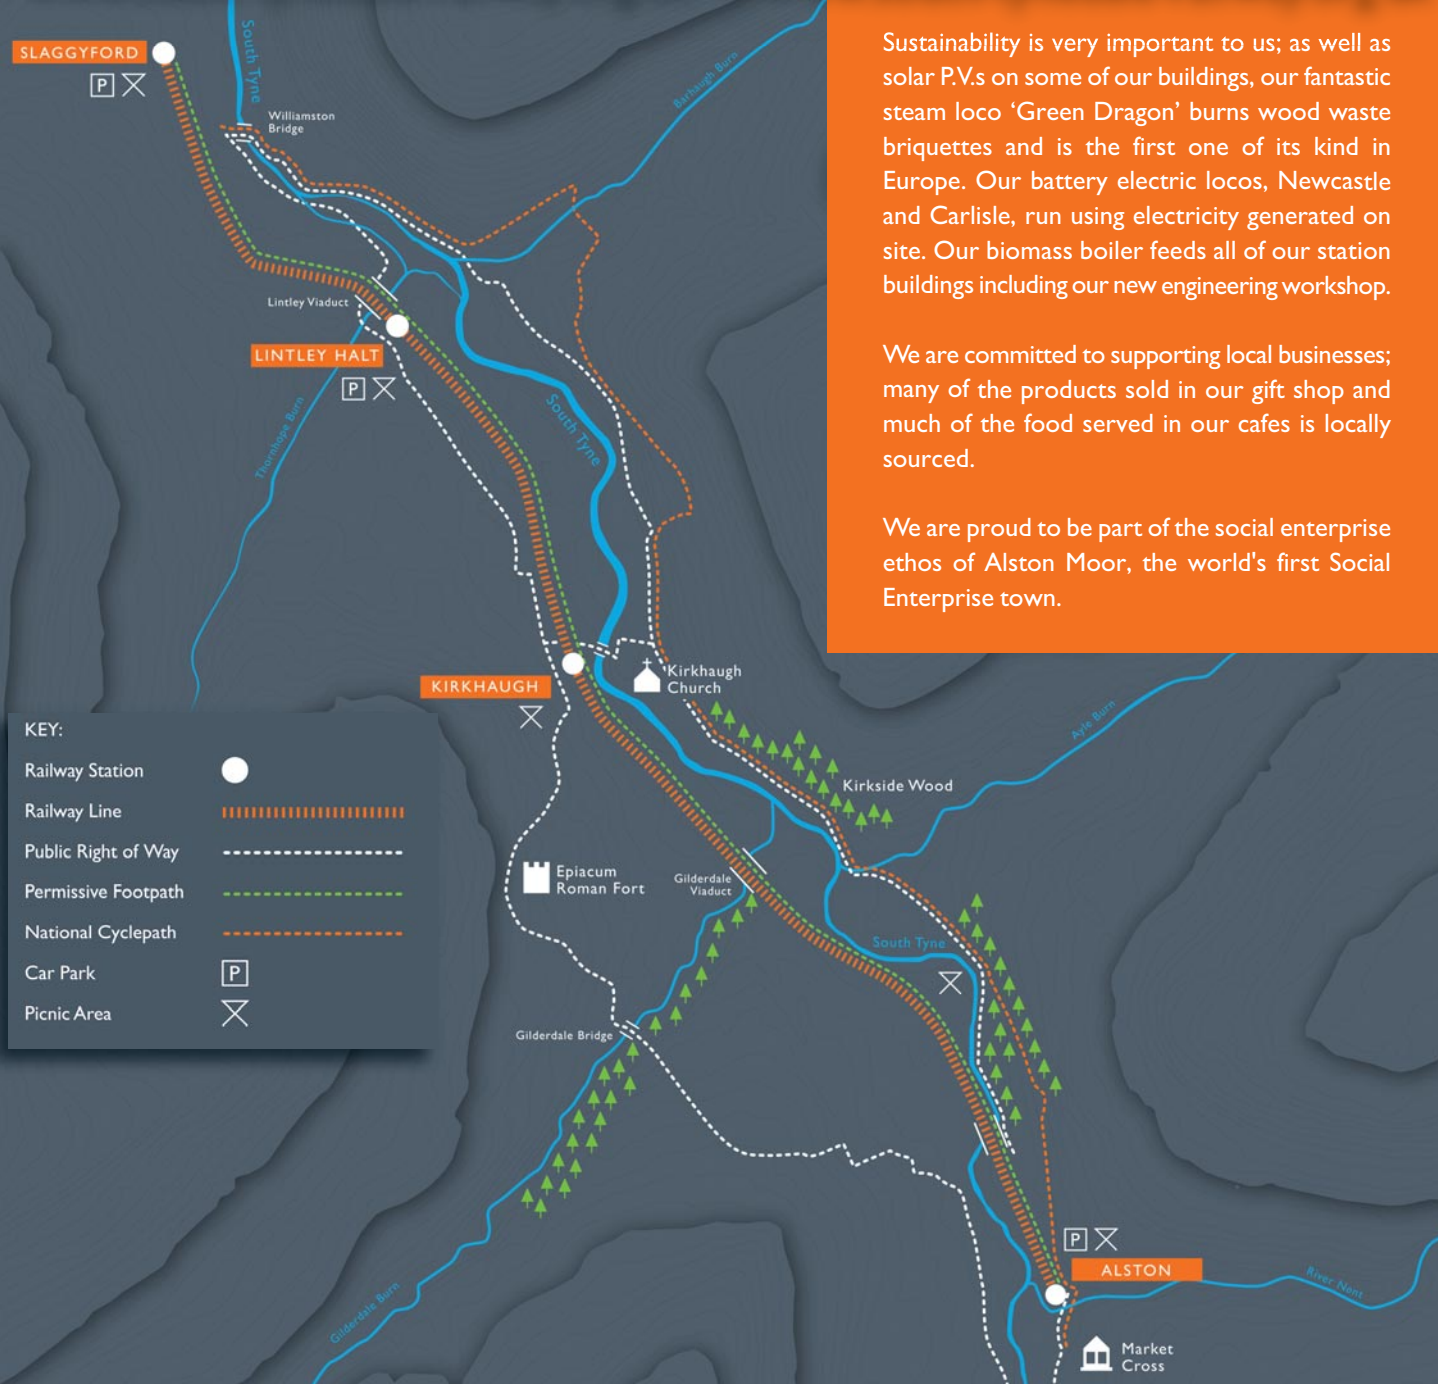 Sustainability is very important to us; as well as
solar P.V.s on some of our buildings, our fantastic
steam loco ‘Green Dragon’ burns wood waste
briquettes and is the first one of its kind in
Europe. Our battery electric locos, Newcastle
and Carlisle, run using electricity generated on
site. Our biomass boiler feeds all of our station
buildings including our new engineering workshop.
We are committed to supporting local businesses;
many of the products sold in our gift shop and
much of the food served in our cafes is locally
sourced.
We are proud to be part of the social enterprise
ethos of Alston Moor, the world's first Social
Enterprise town.
SLAGGYFORD
P
South Tyne
Williamston
Bridge
Barhaugh Burn
Lintley Viaduct
LINTLEY HALT
P
Thornhope Burn
South Tyne
KIRKHAUGH
Kirkhaugh
Church
Kirkside Wood
Ayle Burn
Epiacum
Roman Fort
Gilderdale
Viaduct
South Tyne
Gilderdale Bridge
Gilderdale Burn
P
ALSTON
River Nent
Market
Cross
KEY:
Railway Station
Railway Line
Public Right of Way
Permissive Footpath
National Cyclepath
Car Park P
Picnic Area